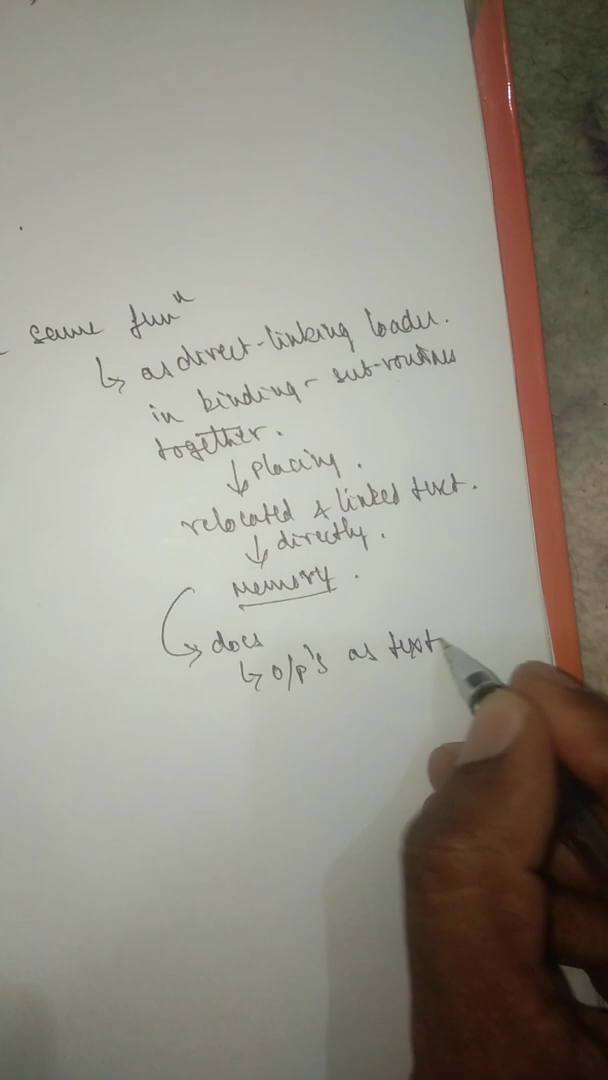 - same funⁿ
↳ as direct-linking loader.
in binding - sub-routines
together.
↓ placing.
relocated & linked text.
↓ directly.
memory.
↳ does
↳ o/p's as text